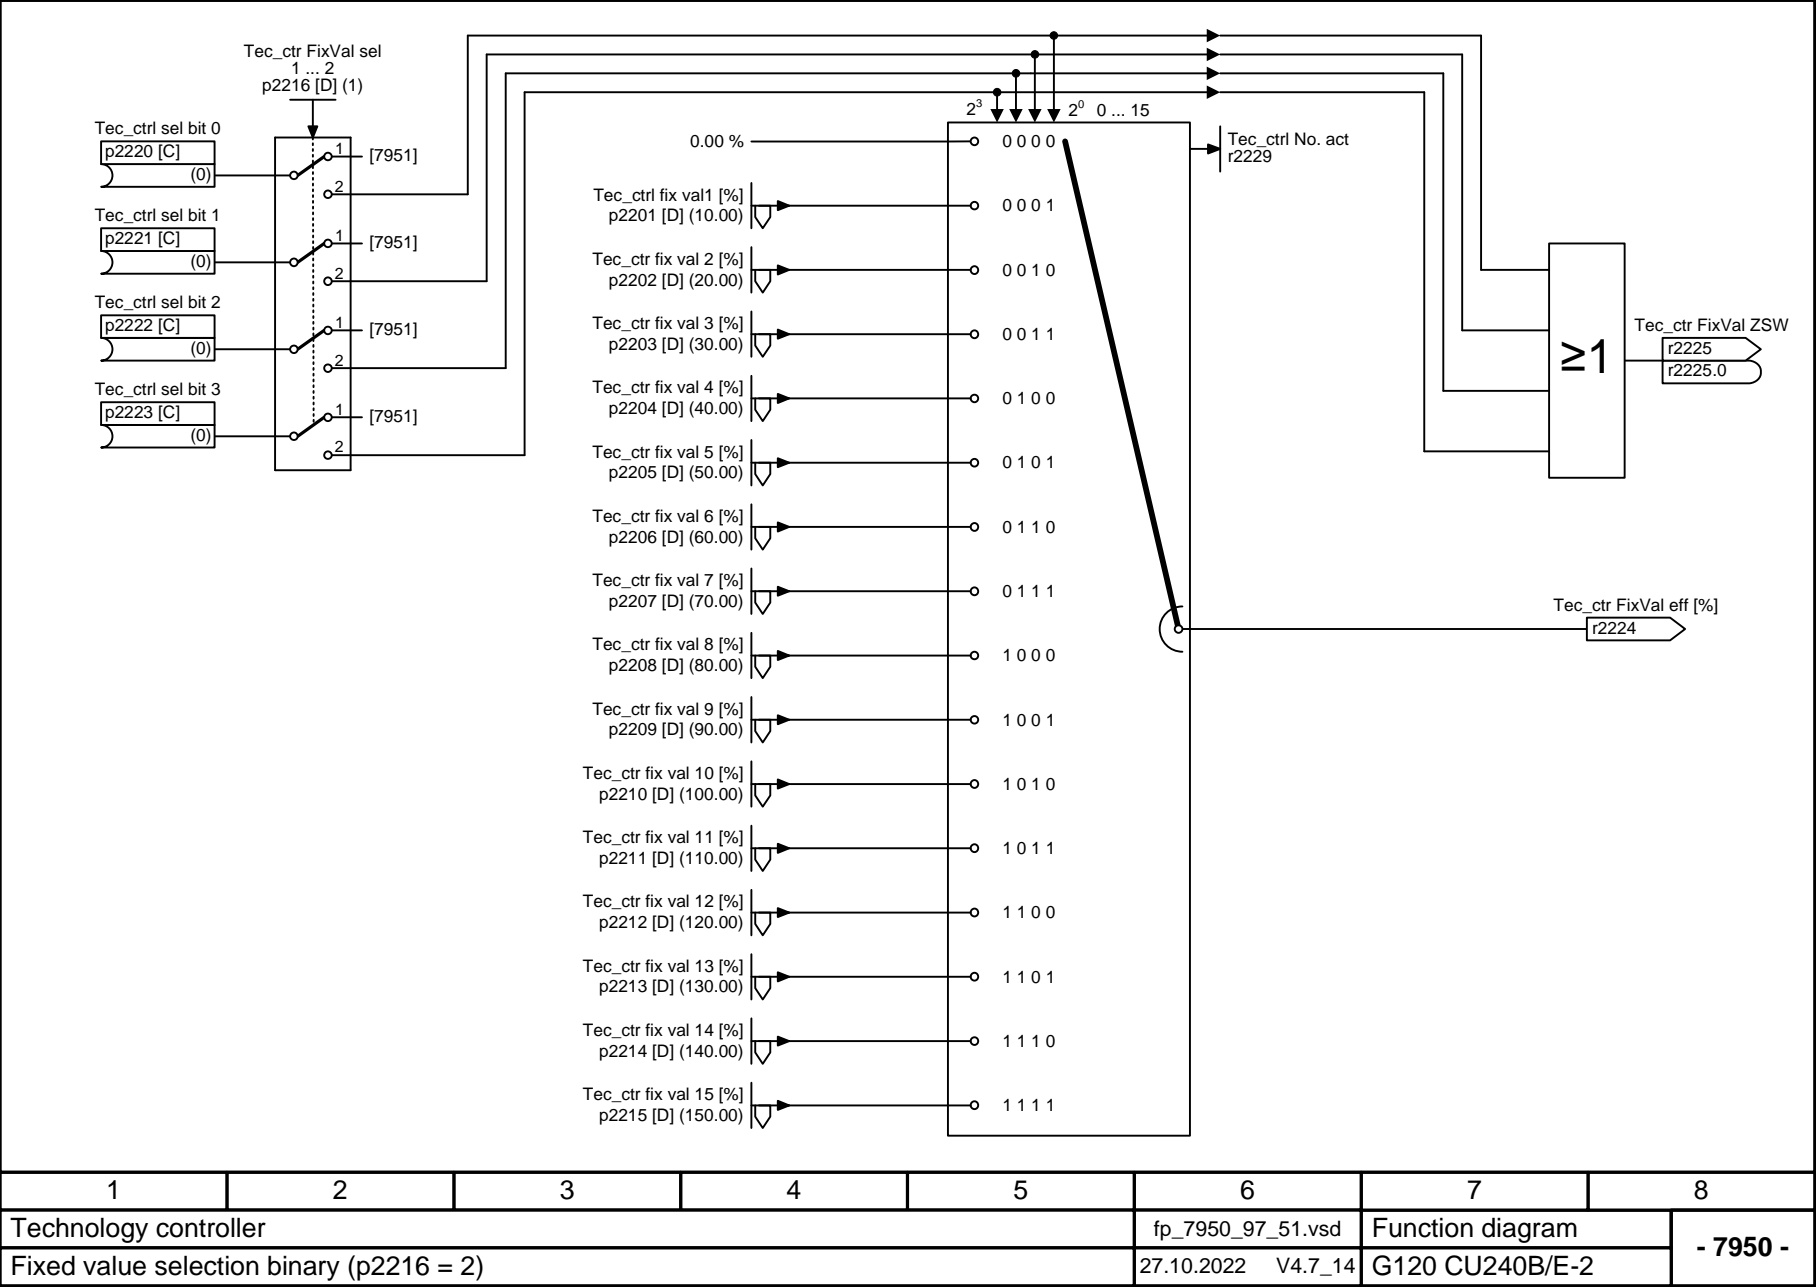 Tec_ctr FixVal sel
1 ... 2
p2216 [D] (1)
Tec_ctrl sel bit 0
p2220 [C]
(0)
1
[7951]
2
Tec_ctrl sel bit 1
p2221 [C]
(0)
1
[7951]
2
Tec_ctrl sel bit 2
p2222 [C]
(0)
1
[7951]
2
Tec_ctrl sel bit 3
p2223 [C]
(0)
1
[7951]
2
2³ 2⁰ 0 ... 15
0.00 % 0 0 0 0
Tec_ctrl No. act
r2229
Tec_ctrl fix val1 [%]
p2201 [D] (10.00)
0 0 0 1
Tec_ctr fix val 2 [%]
p2202 [D] (20.00)
0 0 1 0
Tec_ctr fix val 3 [%]
p2203 [D] (30.00)
0 0 1 1
Tec_ctr fix val 4 [%]
p2204 [D] (40.00)
0 1 0 0
Tec_ctr fix val 5 [%]
p2205 [D] (50.00)
0 1 0 1
Tec_ctr fix val 6 [%]
p2206 [D] (60.00)
0 1 1 0
Tec_ctr fix val 7 [%]
p2207 [D] (70.00)
0 1 1 1
Tec_ctr fix val 8 [%]
p2208 [D] (80.00)
1 0 0 0
Tec_ctr fix val 9 [%]
p2209 [D] (90.00)
1 0 0 1
Tec_ctr fix val 10 [%]
p2210 [D] (100.00)
1 0 1 0
Tec_ctr fix val 11 [%]
p2211 [D] (110.00)
1 0 1 1
Tec_ctr fix val 12 [%]
p2212 [D] (120.00)
1 1 0 0
Tec_ctr fix val 13 [%]
p2213 [D] (130.00)
1 1 0 1
Tec_ctr fix val 14 [%]
p2214 [D] (140.00)
1 1 1 0
Tec_ctr fix val 15 [%]
p2215 [D] (150.00)
1 1 1 1
≥1
Tec_ctr FixVal ZSW
r2225
r2225.0
Tec_ctr FixVal eff [%]
r2224
1 2 3 4 5 6 7 8
Technology controller
fp_7950_97_51.vsd
Function diagram
- 7950 -
Fixed value selection binary (p2216 = 2)
27.10.2022 V4.7_14
G120 CU240B/E-2